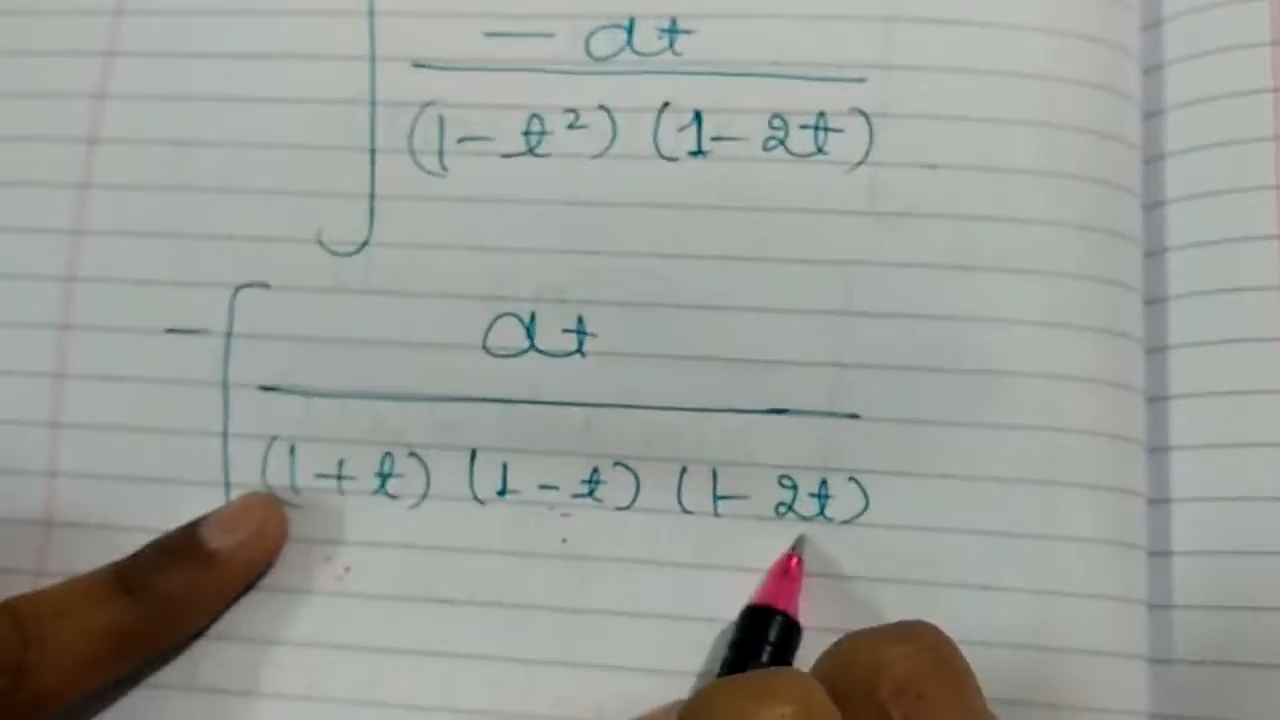 ∫ - dt
(1 - t²) (1 - 2t)
- ∫ dt
(1 + t) (1 - t) (1 - 2t)